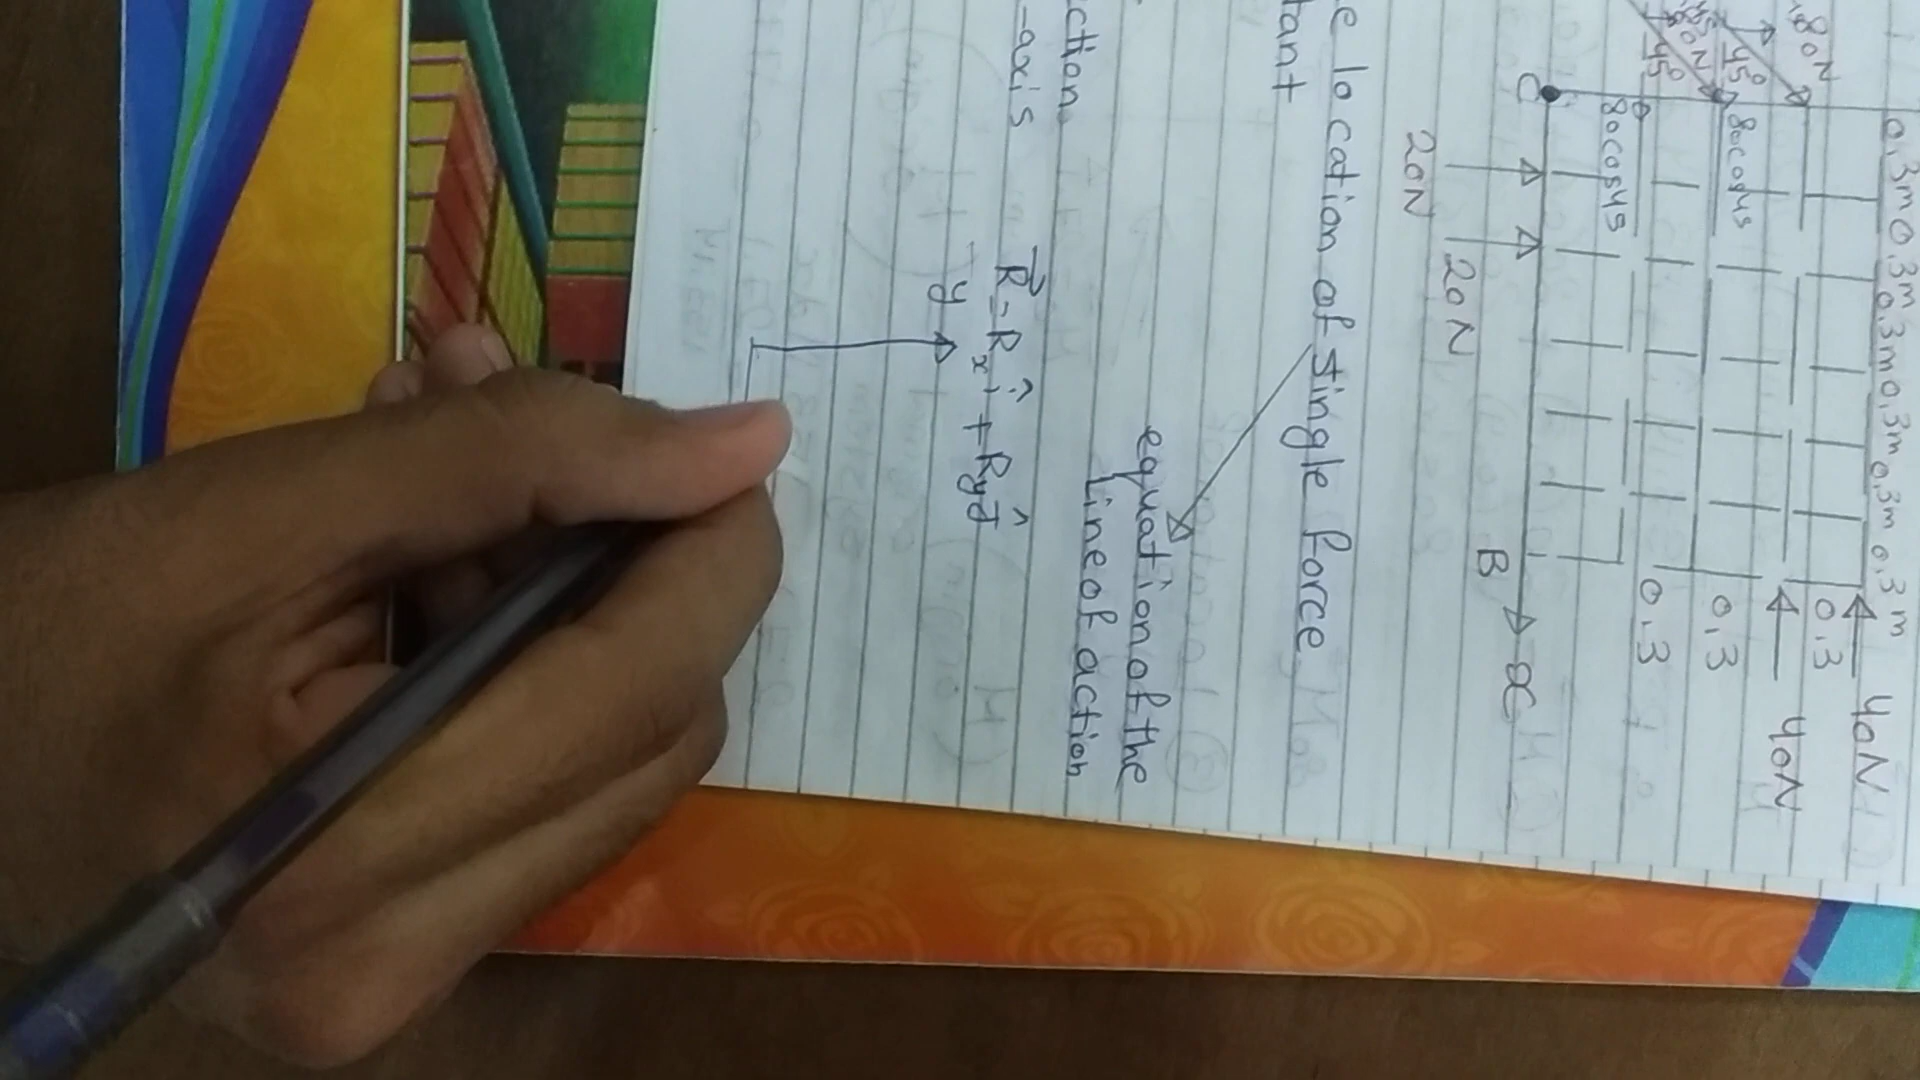 0,3m 0,3m 0,3m 0,3m 0,3m 0,3m
80N
45°
80N
45°
80cos45
80cos45
40N
0,3
40N
0,3
0,3
C
B
x
20N
20N
e location of single force
tant
equation of the
Line of action
ction
-axis
R = Rx i + Ry j
y